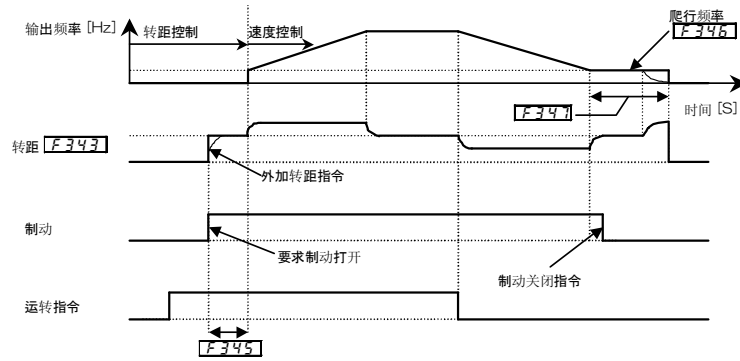 输出频率 [Hz]
转距控制
速度控制
爬行频率
F346
F347
时间 [S]
转距 F343
外加转距指令
制动
要求制动打开
制动关闭指令
运转指令
F345